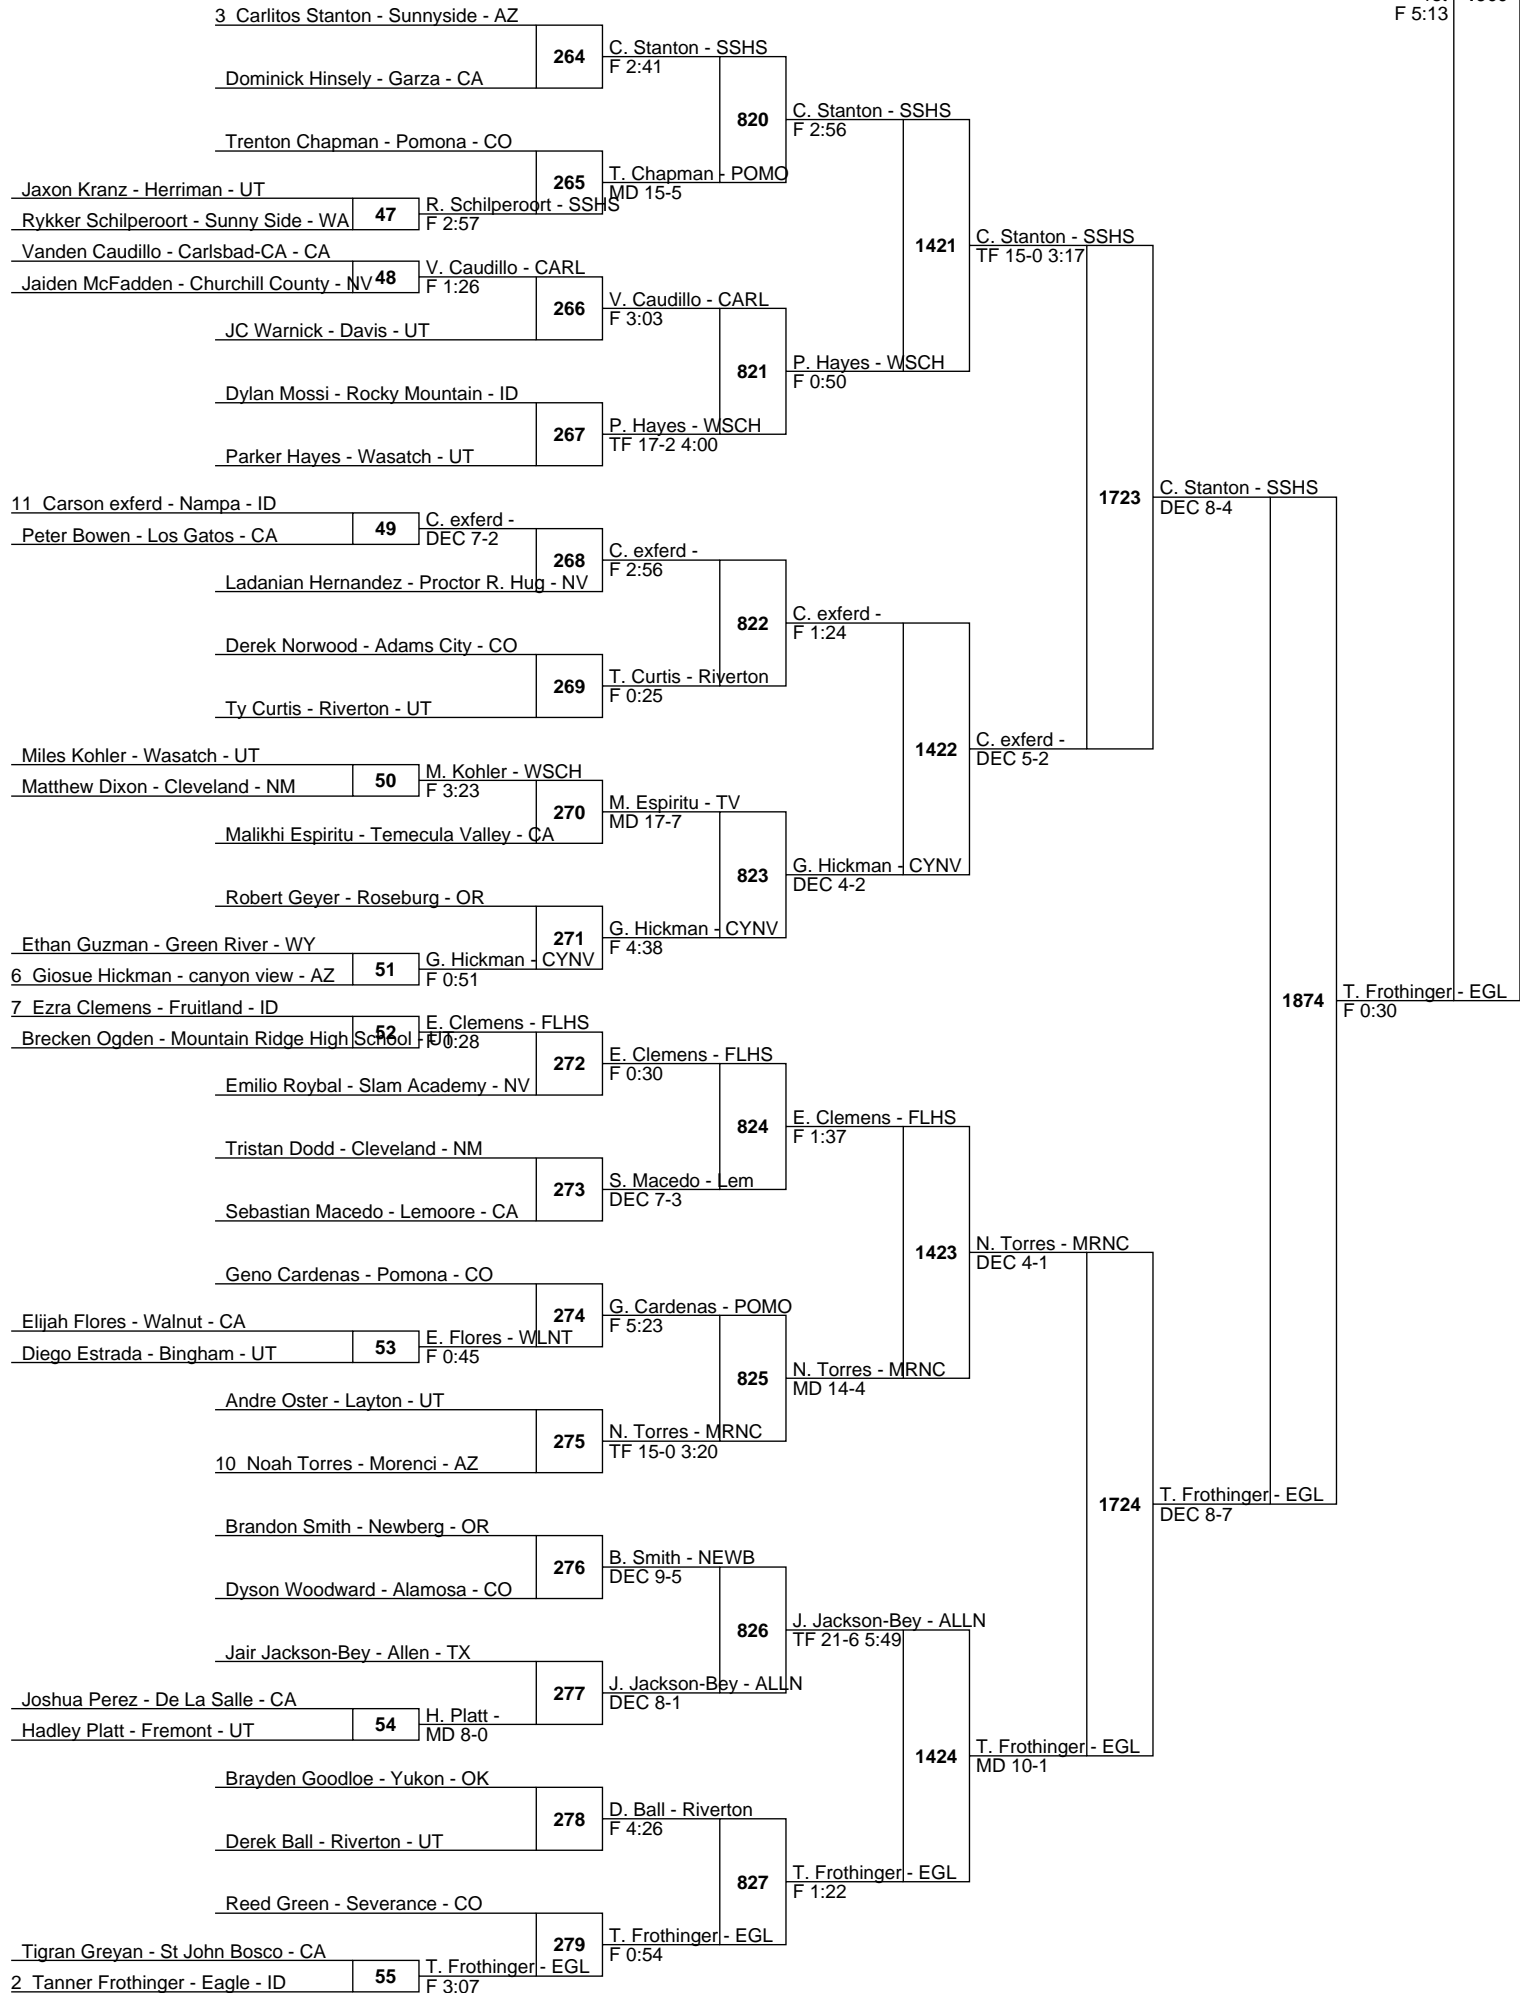 F 5:13
3 Carlitos Stanton - Sunnyside - AZ
264
C. Stanton - SSHS
F 2:41
Dominick Hinsely - Garza - CA
820
C. Stanton - SSHS
F 2:56
Trenton Chapman - Pomona - CO
265
T. Chapman - POMO
MD 15-5
Jaxon Kranz - Herriman - UT
47
R. Schilperoort - SSHS
F 2:57
Rykker Schilperoort - Sunny Side - WA
1421
C. Stanton - SSHS
TF 15-0 3:17
Vanden Caudillo - Carlsbad-CA - CA
48
V. Caudillo - CARL
F 1:26
Jaiden McFadden - Churchill County - NV
266
V. Caudillo - CARL
F 3:03
JC Warnick - Davis - UT
821
P. Hayes - WSCH
F 0:50
Dylan Mossi - Rocky Mountain - ID
267
P. Hayes - WSCH
TF 17-2 4:00
Parker Hayes - Wasatch - UT
1723
C. Stanton - SSHS
DEC 8-4
11 Carson exferd - Nampa - ID
49
C. exferd -
DEC 7-2
Peter Bowen - Los Gatos - CA
268
C. exferd -
F 2:56
Ladanian Hernandez - Proctor R. Hug - NV
822
C. exferd -
F 1:24
Derek Norwood - Adams City - CO
269
T. Curtis - Riverton
F 0:25
Ty Curtis - Riverton - UT
1422
C. exferd -
DEC 5-2
Miles Kohler - Wasatch - UT
50
M. Kohler - WSCH
F 3:23
Matthew Dixon - Cleveland - NM
270
M. Espiritu - TV
MD 17-7
Malikhi Espiritu - Temecula Valley - CA
823
G. Hickman - CYNV
DEC 4-2
Robert Geyer - Roseburg - OR
271
G. Hickman - CYNV
F 4:38
Ethan Guzman - Green River - WY
51
G. Hickman - CYNV
F 0:51
6 Giosue Hickman - canyon view - AZ
1874
T. Frothinger - EGL
F 0:30
7 Ezra Clemens - Fruitland - ID
52
E. Clemens - FLHS
F 0:28
Brecken Ogden - Mountain Ridge High School - UT
272
E. Clemens - FLHS
F 0:30
Emilio Roybal - Slam Academy - NV
824
E. Clemens - FLHS
F 1:37
Tristan Dodd - Cleveland - NM
273
S. Macedo - Lem
DEC 7-3
Sebastian Macedo - Lemoore - CA
1423
N. Torres - MRNC
DEC 4-1
Geno Cardenas - Pomona - CO
274
G. Cardenas - POMO
F 5:23
Elijah Flores - Walnut - CA
53
E. Flores - WLNT
F 0:45
Diego Estrada - Bingham - UT
825
N. Torres - MRNC
MD 14-4
Andre Oster - Layton - UT
275
N. Torres - MRNC
TF 15-0 3:20
10 Noah Torres - Morenci - AZ
1724
T. Frothinger - EGL
DEC 8-7
Brandon Smith - Newberg - OR
276
B. Smith - NEWB
DEC 9-5
Dyson Woodward - Alamosa - CO
826
J. Jackson-Bey - ALLN
TF 21-6 5:49
Jair Jackson-Bey - Allen - TX
277
J. Jackson-Bey - ALLN
DEC 8-1
Joshua Perez - De La Salle - CA
54
H. Platt -
MD 8-0
Hadley Platt - Fremont - UT
1424
T. Frothinger - EGL
MD 10-1
Brayden Goodloe - Yukon - OK
278
D. Ball - Riverton
F 4:26
Derek Ball - Riverton - UT
827
T. Frothinger - EGL
F 1:22
Reed Green - Severance - CO
279
T. Frothinger - EGL
F 0:54
Tigran Greyan - St John Bosco - CA
55
T. Frothinger - EGL
F 3:07
2 Tanner Frothinger - Eagle - ID